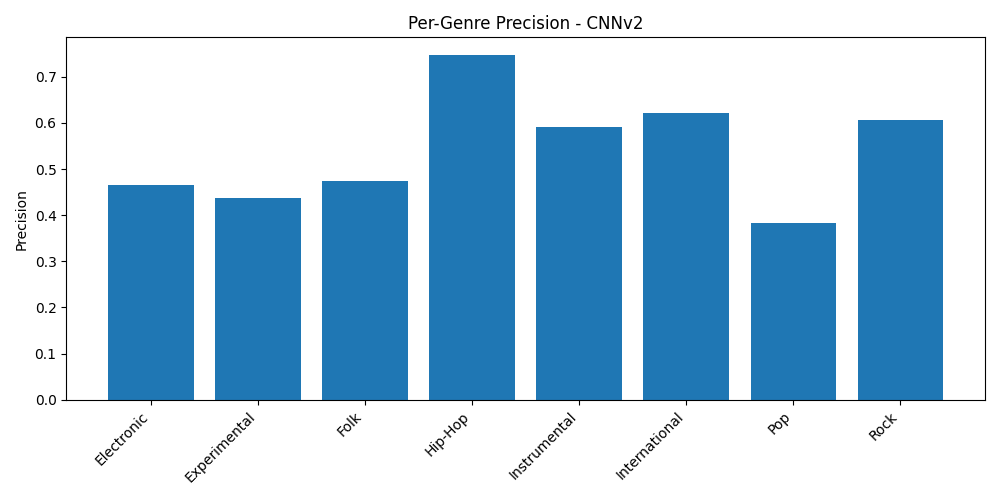 Per-Genre Precision - CNNv2
Precision
0.7
0.6
0.5
0.4
0.3
0.2
0.1
0.0
Electronic
Experimental
Folk
Hip-Hop
Instrumental
International
Pop
Rock